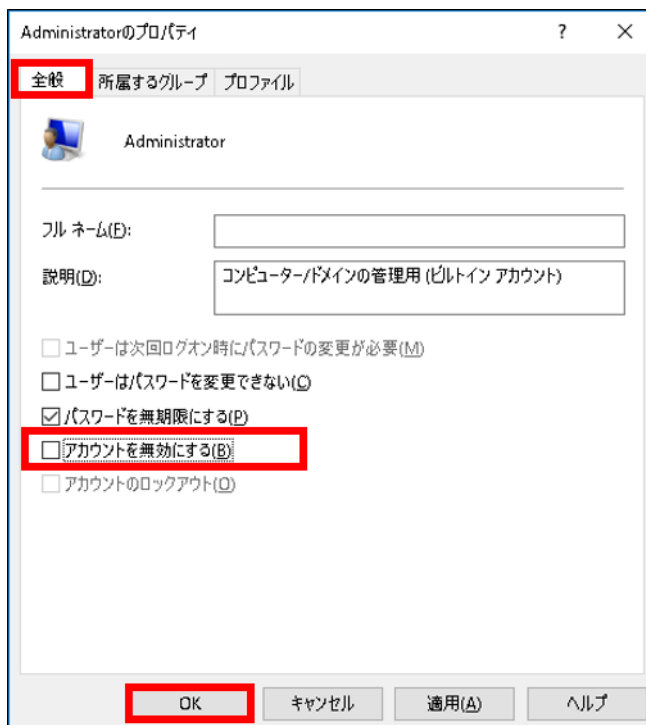 Administratorのプロパティ ? ×
全般 所属するグループ プロファイル
Administrator
フル ネーム(F):
説明(D): コンピューター/ドメインの管理用 (ビルトイン アカウント)
ユーザーは次回ログオン時にパスワードの変更が必要(M)
ユーザーはパスワードを変更できない(C)
パスワードを無期限にする(P)
アカウントを無効にする(B)
アカウントのロックアウト(O)
OK キャンセル 適用(A) ヘルプ